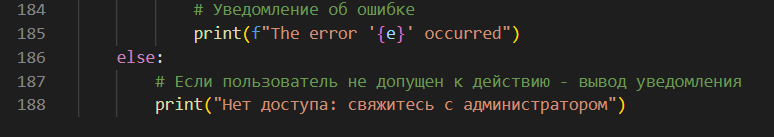 184 # Уведомление об ошибке
185 print(f"The error '{e}' occurred")
186 else:
187 # Если пользователь не допущен к действию - вывод уведомления
188 print("Нет доступа: свяжитесь с администратором")